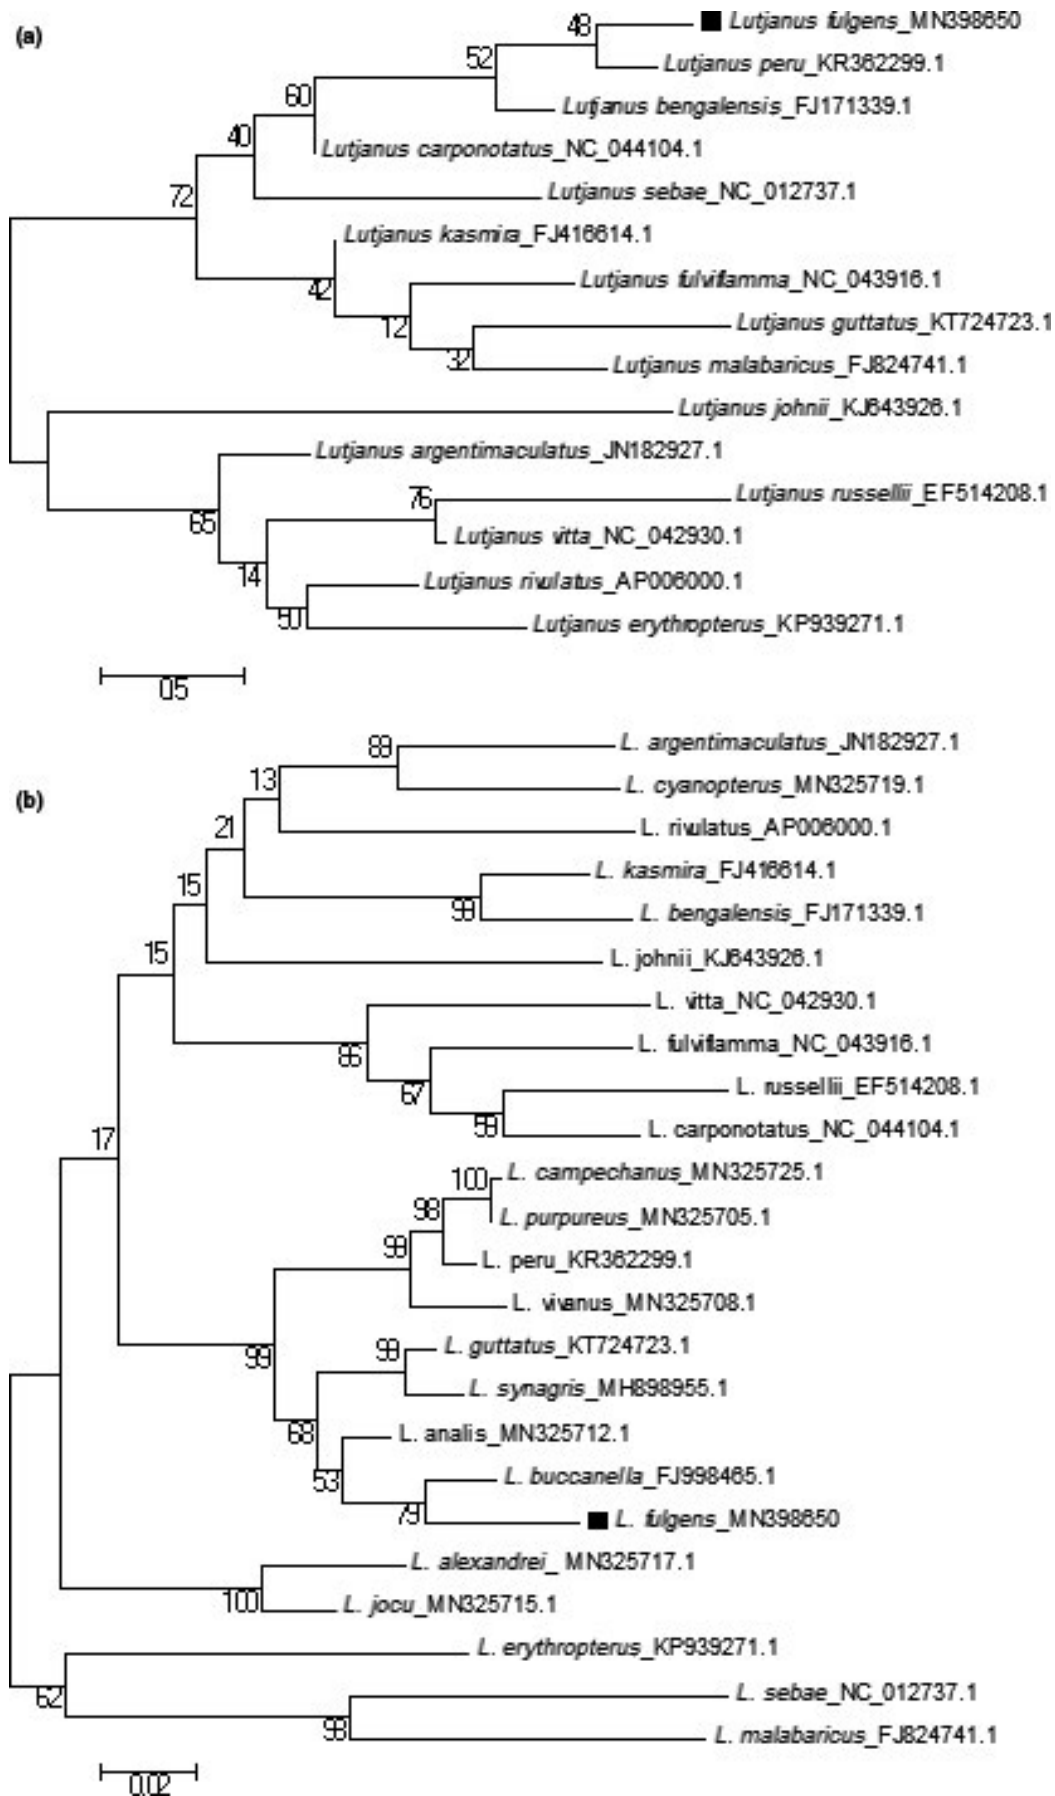 (a)
48
■ Lutjanus fulgens_MN398650
Lutjanus peru_KR362299.1
52
Lutjanus bengalensis_FJ171339.1
60
Lutjanus carponotatus_NC_044104.1
40
Lutjanus sebae_NC_012737.1
72
Lutjanus kasmira_FJ416614.1
42
Lutjanus fulviflamma_NC_043916.1
12
Lutjanus guttatus_KT724723.1
32
Lutjanus malabaricus_FJ824741.1
Lutjanus johnii_KJ643926.1
Lutjanus argentimaculatus_JN182927.1
65
76
Lutjanus russellii_EF514208.1
Lutjanus vitta_NC_042930.1
14
Lutjanus rivulatus_AP006000.1
50
Lutjanus erythropterus_KP939271.1
0.5
(b)
89
L. argentimaculatus_JN182927.1
13
L. cyanopterus_MN325719.1
21
L. rivulatus_AP006000.1
15
L. kasmira_FJ416614.1
99
L. bengalensis_FJ171339.1
15
L. johnii_KJ643926.1
L. vitta_NC_042930.1
86
L. fulviflamma_NC_043916.1
67
L. russellii_EF514208.1
59
L. carponotatus_NC_044104.1
17
100
L. campechanus_MN325725.1
98
L. purpureus_MN325705.1
99
L. peru_KR362299.1
L. vivanus_MN325708.1
99
99
L. guttatus_KT724723.1
L. synagris_MH898955.1
68
L. analis_MN325712.1
53
L. buccanella_FJ998465.1
79
■ L. fulgens_MN398650
L. alexandrei_ MN325717.1
100
L. jocu_MN325715.1
L. erythropterus_KP939271.1
62
L. sebae_NC_012737.1
98
L. malabaricus_FJ824741.1
0.02